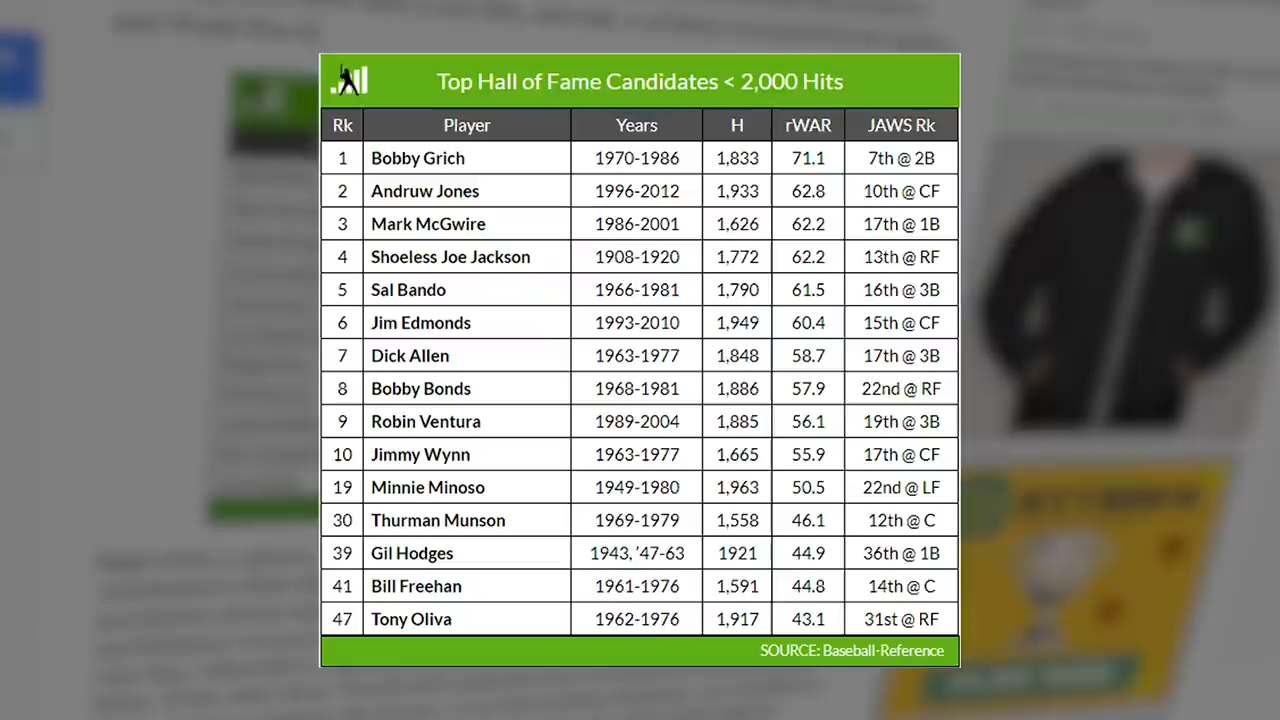 Top Hall of Fame Candidates < 2,000 Hits
Rk Player Years H rWAR JAWS Rk
1 Bobby Grich 1970-1986 1,833 71.1 7th @ 2B
2 Andruw Jones 1996-2012 1,933 62.8 10th @ CF
3 Mark McGwire 1986-2001 1,626 62.2 17th @ 1B
4 Shoeless Joe Jackson 1908-1920 1,772 62.2 13th @ RF
5 Sal Bando 1966-1981 1,790 61.5 16th @ 3B
6 Jim Edmonds 1993-2010 1,949 60.4 15th @ CF
7 Dick Allen 1963-1977 1,848 58.7 17th @ 3B
8 Bobby Bonds 1968-1981 1,886 57.9 22nd @ RF
9 Robin Ventura 1989-2004 1,885 56.1 19th @ 3B
10 Jimmy Wynn 1963-1977 1,665 55.9 17th @ CF
19 Minnie Minoso 1949-1980 1,963 50.5 22nd @ LF
30 Thurman Munson 1969-1979 1,558 46.1 12th @ C
39 Gil Hodges 1943, '47-63 1921 44.9 36th @ 1B
41 Bill Freehan 1961-1976 1,591 44.8 14th @ C
47 Tony Oliva 1962-1976 1,917 43.1 31st @ RF
SOURCE: Baseball-Reference